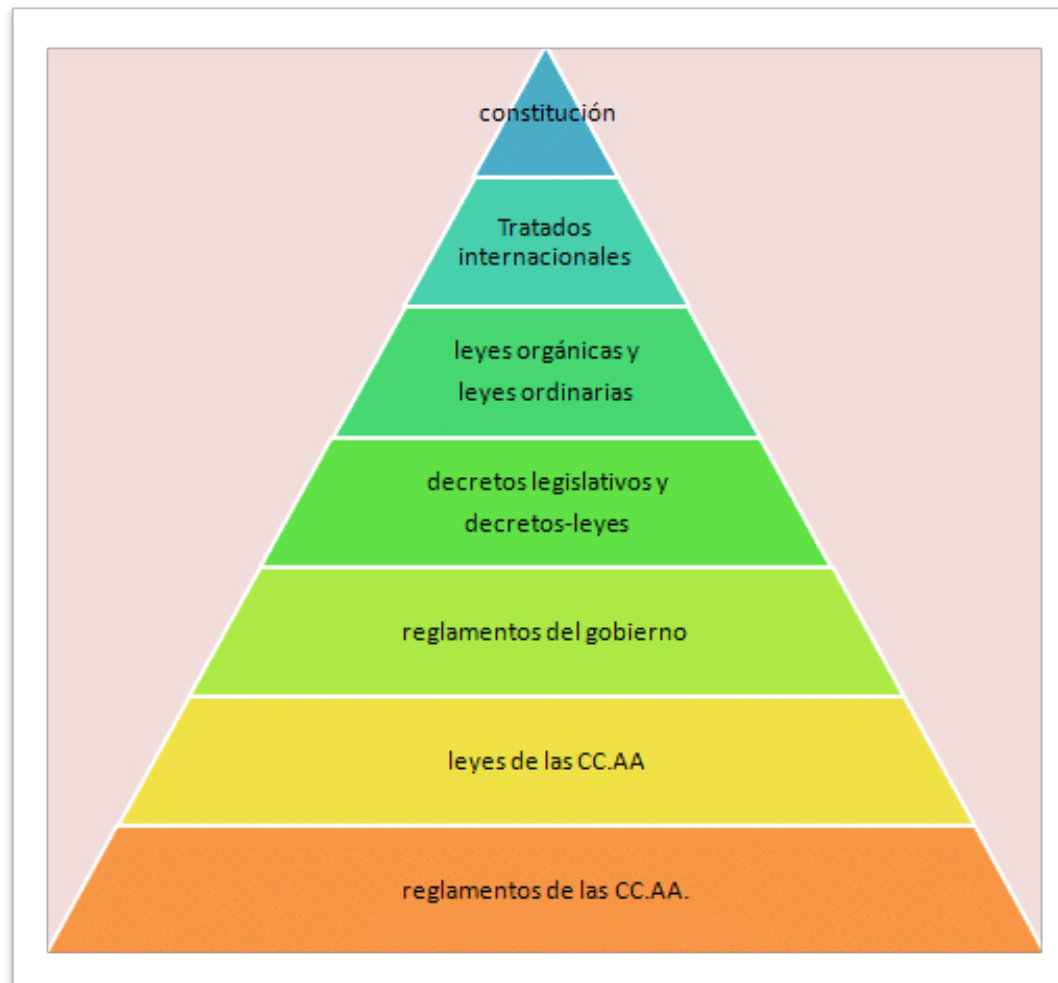 constitución
Tratados
internacionales
leyes orgánicas y
leyes ordinarias
decretos legislativos y
decretos-leyes
reglamentos del gobierno
leyes de las CC.AA
reglamentos de las CC.AA.